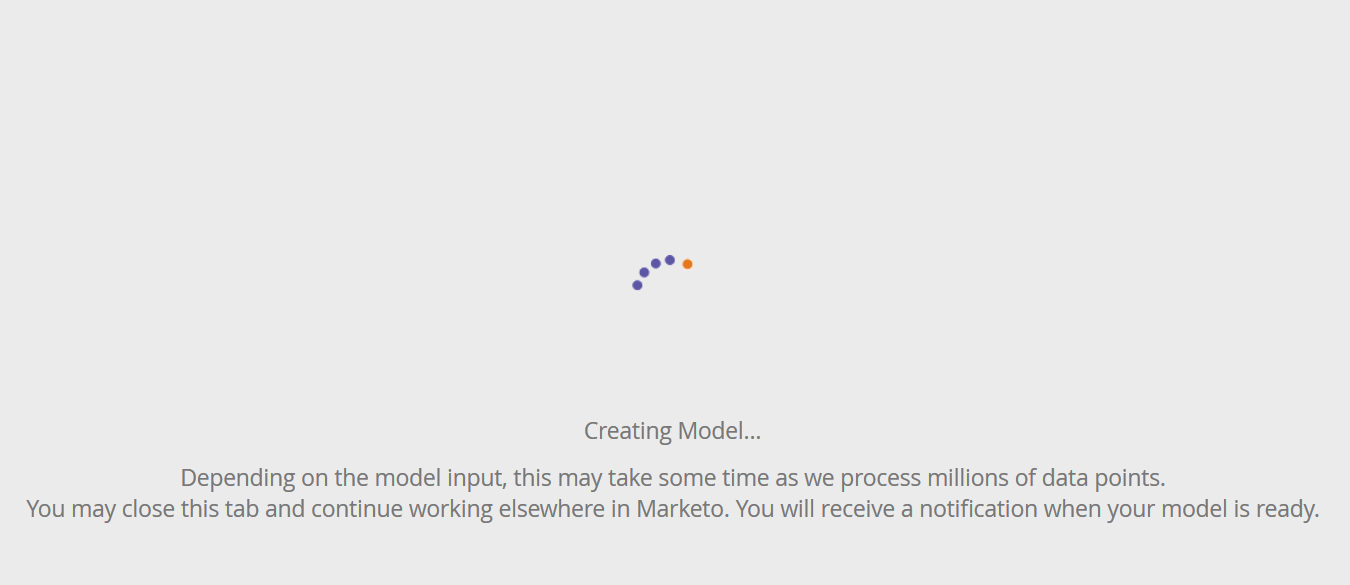 Creating Model...
Depending on the model input, this may take some time as we process millions of data points.
You may close this tab and continue working elsewhere in Marketo. You will receive a notification when your model is ready.